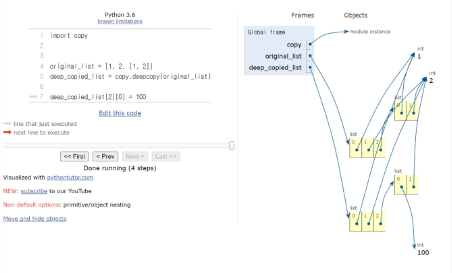 Python 3.6
known limitations
1 import copy
2
3
4 original_list = [1, 2, [1, 2]]
5 deep_copied_list = copy.deepcopy(original_list)
6
7 deep_copied_list[2][0] = 100
Edit this code
line that just executed
next line to execute
<< First < Prev Next > Last >>
Done running (4 steps)
Visualized with pythontutor.com
NEW: subscribe to our YouTube
Non-default options: primitive/object nesting
Move and hide objects
Frames Objects
Global frame
copy
original_list
deep_copied_list
module instance
int
1
int
2
list
0 1
list
0 1 2
list
0 1
list
0 1 2
int
100